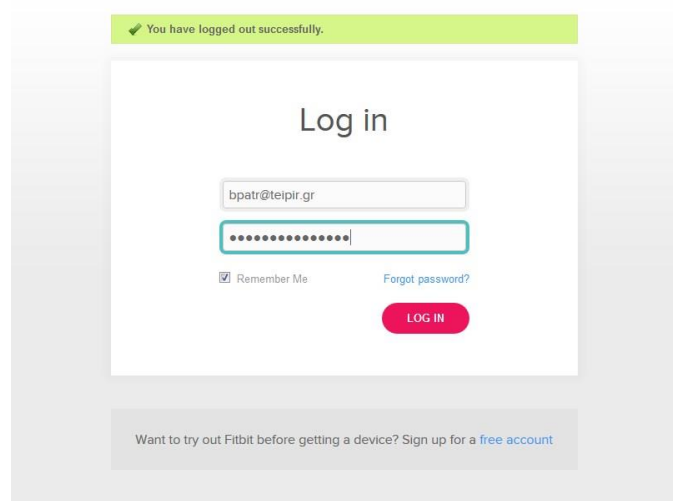 You have logged out successfully.
Log in
bpatr@teipir.gr
●●●●●●●●●●●●●●●
Remember Me
Forgot password?
LOG IN
Want to try out Fitbit before getting a device? Sign up for a free account